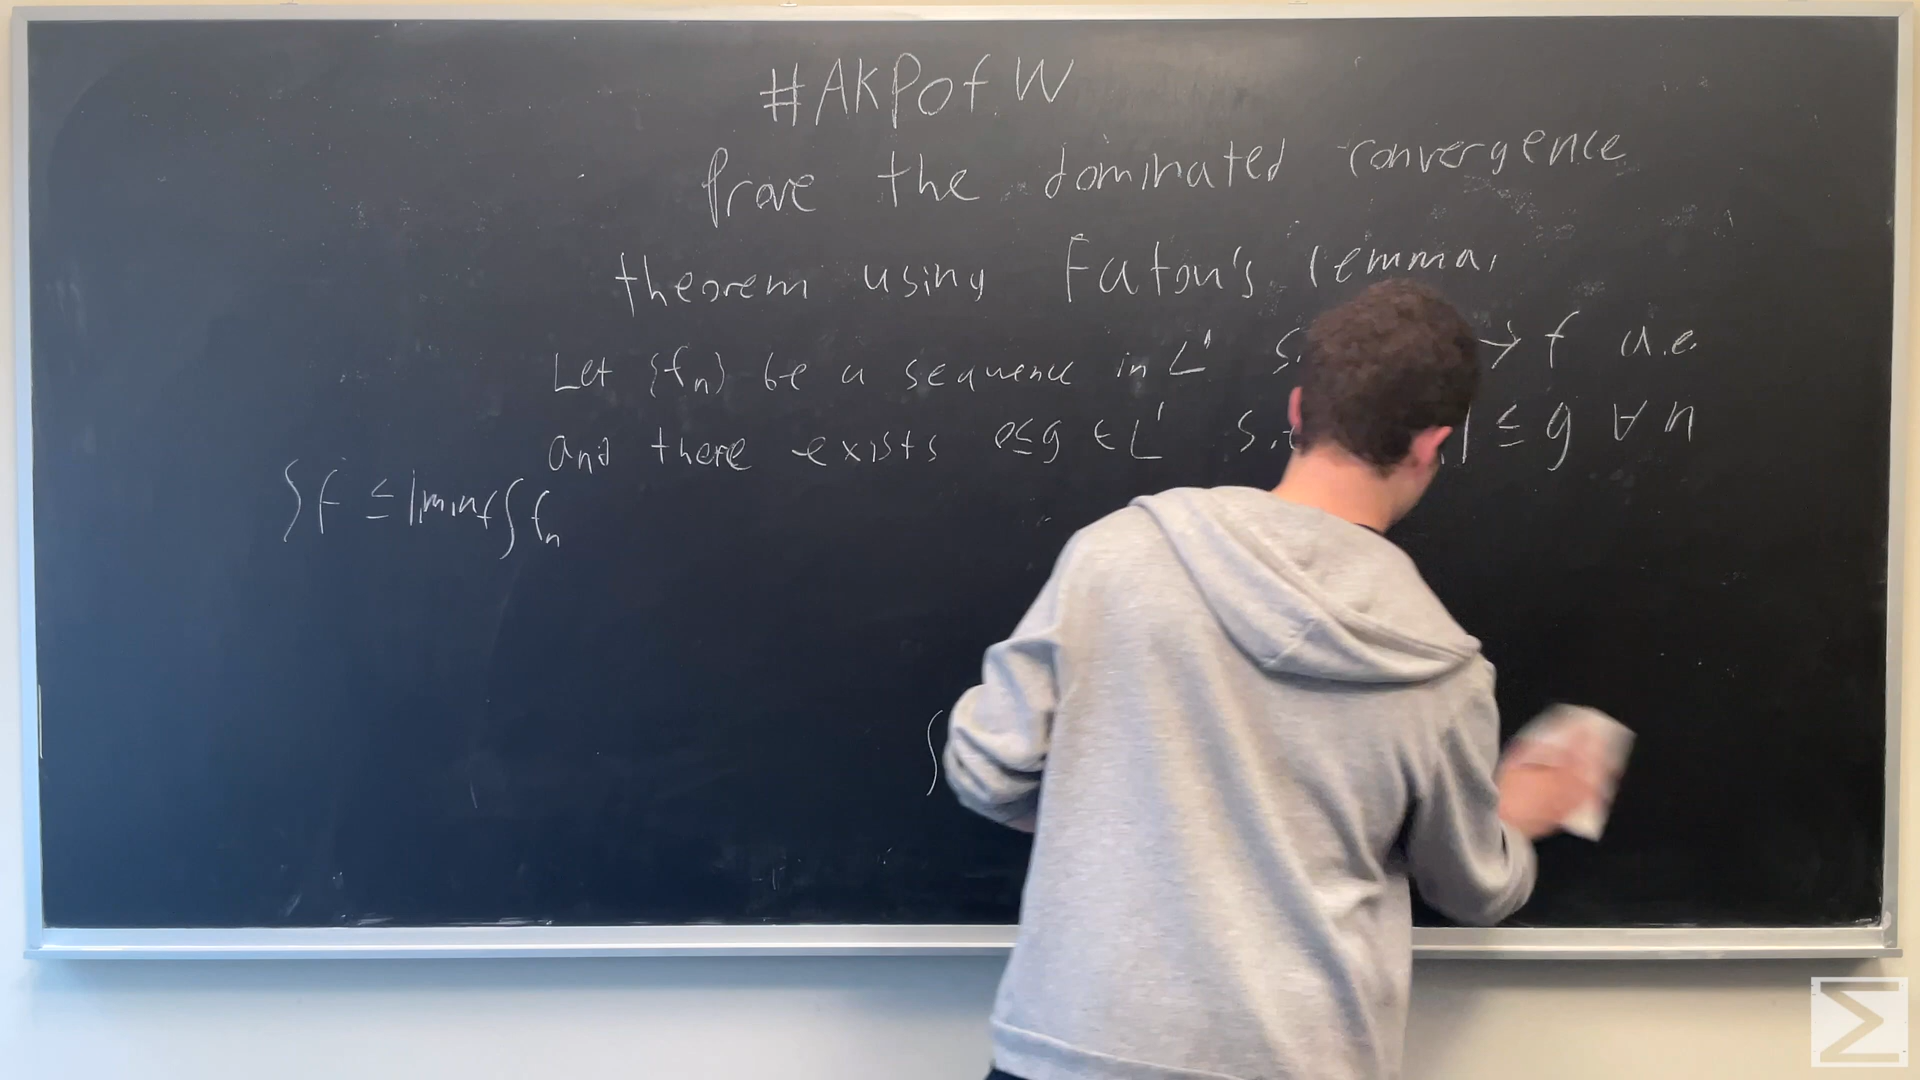 #AKPofW
Prove the dominated convergence
theorem using Fatou's lemma.
Let {fn} be a sequence in L¹ → f a.e.
and there exists 0≤g ∈ L¹ s.t | ≤ g ∀ n
∫f ≤ liminf ∫fn
∫
Σ